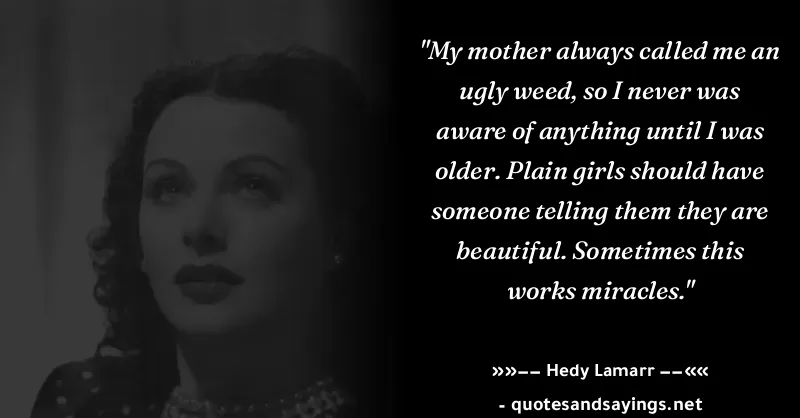 "My mother always called me an
ugly weed, so I never was
aware of anything until I was
older. Plain girls should have
someone telling them they are
beautiful. Sometimes this
works miracles."
»»–– Hedy Lamarr ––««
- quotesandsayings.net